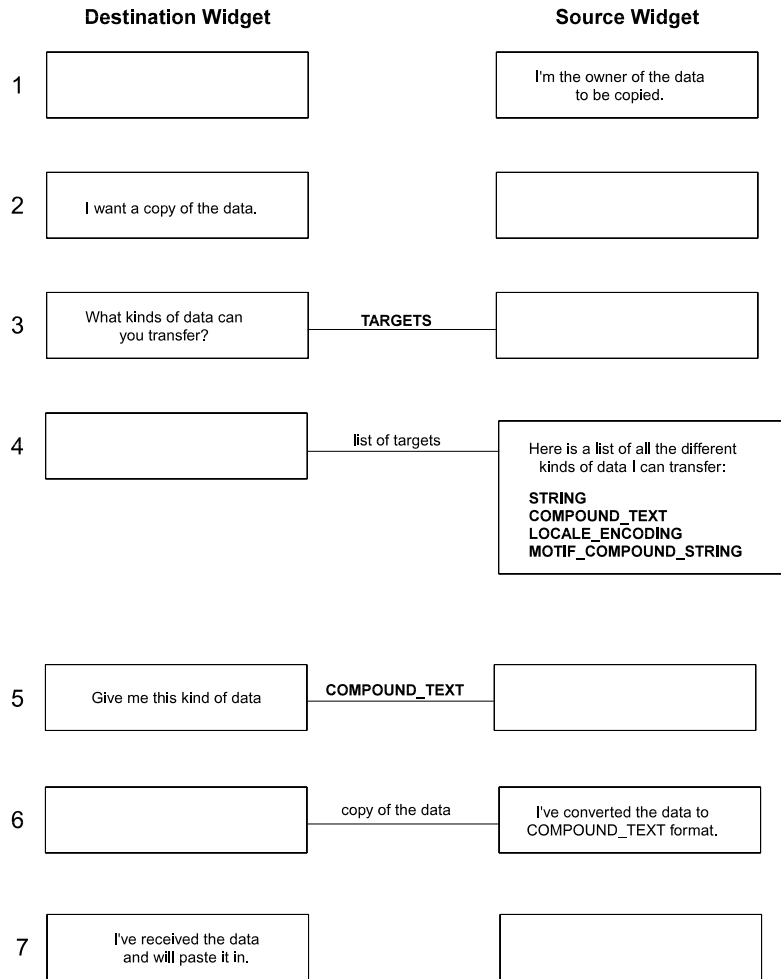 Destination Widget
Source Widget
1
I'm the owner of the data
to be copied.
2
I want a copy of the data.
3
What kinds of data can
you transfer?
TARGETS
4
list of targets
Here is a list of all the different
kinds of data I can transfer:
STRING
COMPOUND_TEXT
LOCALE_ENCODING
MOTIF_COMPOUND_STRING
5
Give me this kind of data
COMPOUND_TEXT
6
copy of the data
I've converted the data to
COMPOUND_TEXT format.
7
I've received the data
and will paste it in.